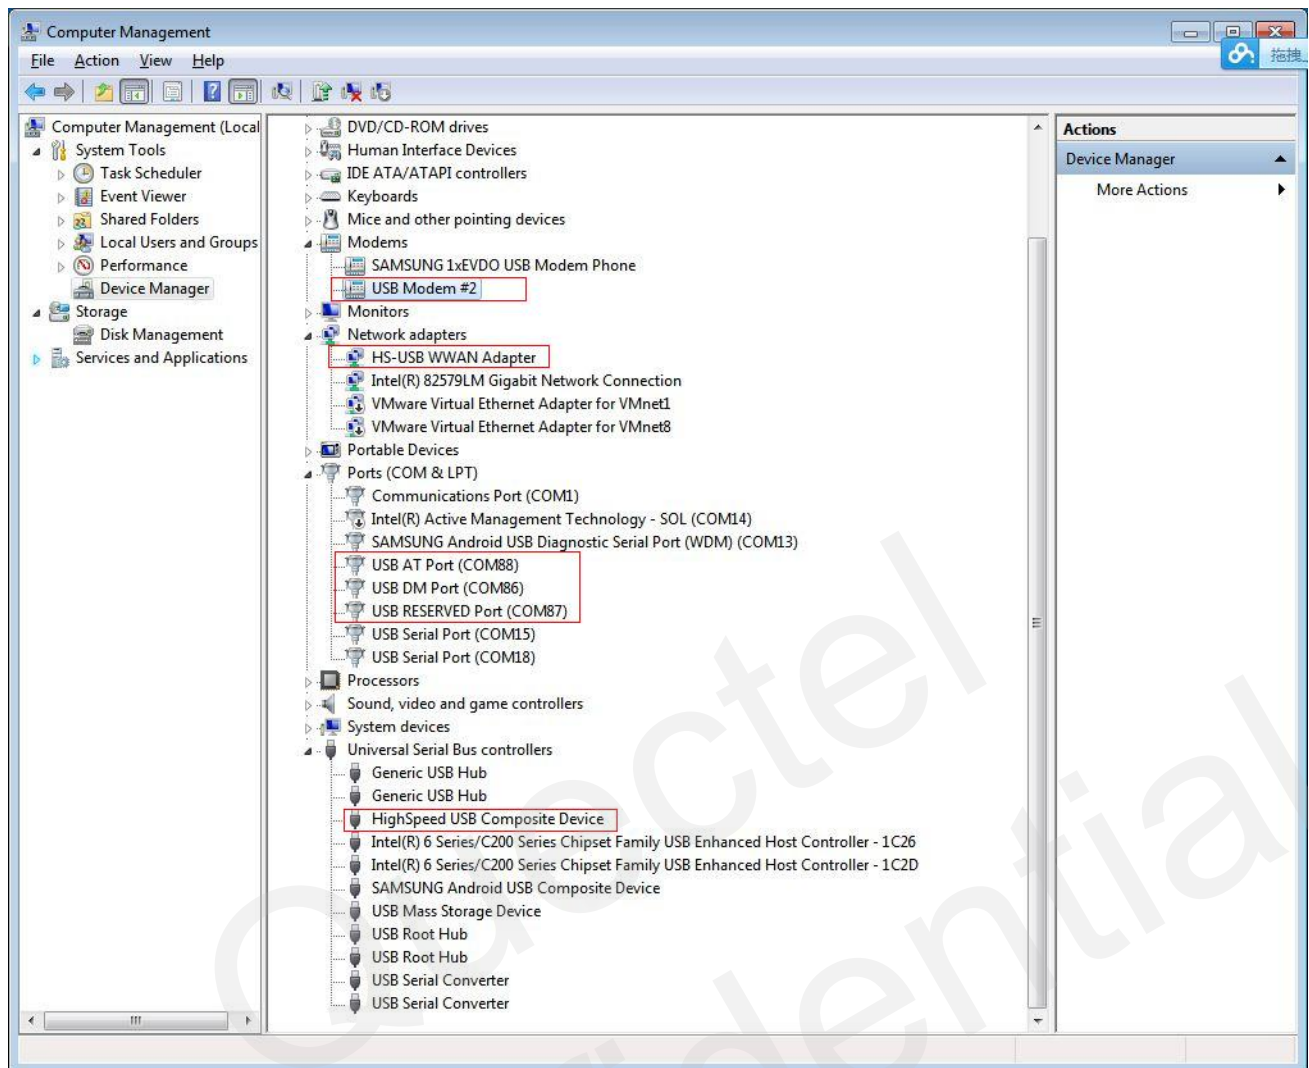 Computer Management
File Action View Help
拖拽
Computer Management (Local
System Tools
Task Scheduler
Event Viewer
Shared Folders
Local Users and Groups
Performance
Device Manager
Storage
Disk Management
Services and Applications
DVD/CD-ROM drives
Human Interface Devices
IDE ATA/ATAPI controllers
Keyboards
Mice and other pointing devices
Modems
SAMSUNG 1xEVDO USB Modem Phone
USB Modem #2
Monitors
Network adapters
HS-USB WWAN Adapter
Intel(R) 82579LM Gigabit Network Connection
VMware Virtual Ethernet Adapter for VMnet1
VMware Virtual Ethernet Adapter for VMnet8
Portable Devices
Ports (COM & LPT)
Communications Port (COM1)
Intel(R) Active Management Technology - SOL (COM14)
SAMSUNG Android USB Diagnostic Serial Port (WDM) (COM13)
USB AT Port (COM88)
USB DM Port (COM86)
USB RESERVED Port (COM87)
USB Serial Port (COM15)
USB Serial Port (COM18)
Processors
Sound, video and game controllers
System devices
Universal Serial Bus controllers
Generic USB Hub
Generic USB Hub
HighSpeed USB Composite Device
Intel(R) 6 Series/C200 Series Chipset Family USB Enhanced Host Controller - 1C26
Intel(R) 6 Series/C200 Series Chipset Family USB Enhanced Host Controller - 1C2D
SAMSUNG Android USB Composite Device
USB Mass Storage Device
USB Root Hub
USB Root Hub
USB Serial Converter
USB Serial Converter
Actions
Device Manager
More Actions
Quectel
fidential